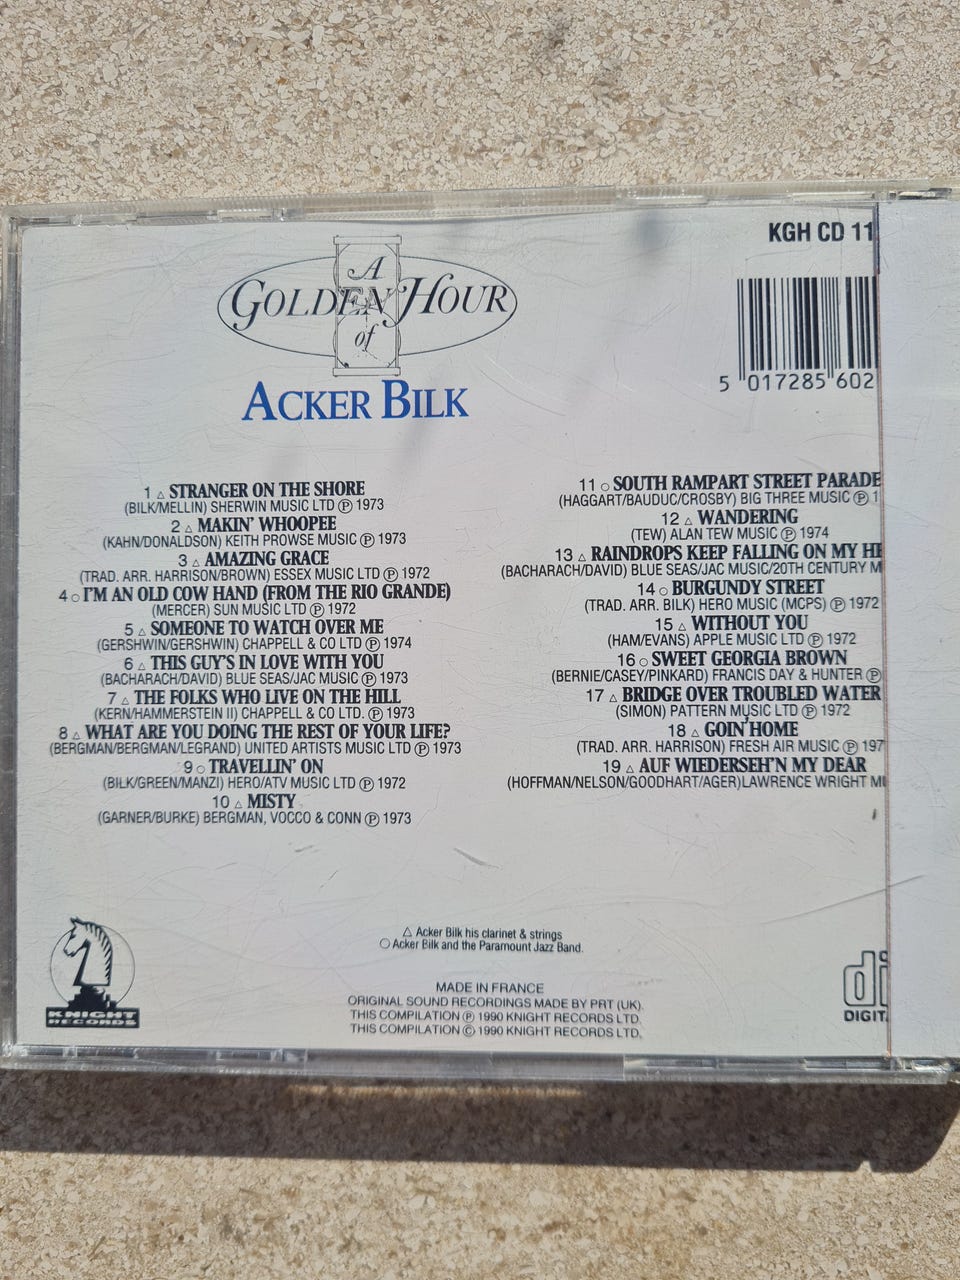 KGH CD 11
A
GOLDEN HOUR
of
ACKER BILK
5 017285 602
1 △ STRANGER ON THE SHORE
(BILK/MELLIN) SHERWIN MUSIC LTD ℗ 1973
2 △ MAKIN' WHOOPEE
(KAHN/DONALDSON) KEITH PROWSE MUSIC ℗ 1973
3 △ AMAZING GRACE
(TRAD. ARR. HARRISON/BROWN) ESSEX MUSIC LTD ℗ 1972
4 ○ I'M AN OLD COW HAND (FROM THE RIO GRANDE)
(MERCER) SUN MUSIC LTD ℗ 1972
5 △ SOMEONE TO WATCH OVER ME
(GERSHWIN/GERSHWIN) CHAPPELL & CO LTD ℗ 1974
6 △ THIS GUY'S IN LOVE WITH YOU
(BACHARACH/DAVID) BLUE SEAS/JAC MUSIC ℗ 1973
7 △ THE FOLKS WHO LIVE ON THE HILL
(KERN/HAMMERSTEIN II) CHAPPELL & CO LTD. ℗ 1973
8 △ WHAT ARE YOU DOING THE REST OF YOUR LIFE?
(BERGMAN/BERGMAN/LEGRAND) UNITED ARTISTS MUSIC LTD ℗ 1973
9 ○ TRAVELLIN' ON
(BILK/GREEN/MANZI) HERO/ATV MUSIC LTD ℗ 1972
10 △ MISTY
(GARNER/BURKE) BERGMAN, VOCCO & CONN ℗ 1973
11 ○ SOUTH RAMPART STREET PARADE
(HAGGART/BAUDUC/CROSBY) BIG THREE MUSIC ℗ 1
12 △ WANDERING
(TEW) ALAN TEW MUSIC ℗ 1974
13 △ RAINDROPS KEEP FALLING ON MY HE
(BACHARACH/DAVID) BLUE SEAS/JAC MUSIC/20TH CENTURY M
14 ○ BURGUNDY STREET
(TRAD. ARR. BILK) HERO MUSIC (MCPS) ℗ 1972
15 △ WITHOUT YOU
(HAM/EVANS) APPLE MUSIC LTD ℗ 1972
16 ○ SWEET GEORGIA BROWN
(BERNIE/CASEY/PINKARD) FRANCIS DAY & HUNTER ℗
17 △ BRIDGE OVER TROUBLED WATER
(SIMON) PATTERN MUSIC LTD ℗ 1972
18 △ GOIN' HOME
(TRAD. ARR. HARRISON) FRESH AIR MUSIC ℗ 197
19 △ AUF WIEDERSEH'N MY DEAR
(HOFFMAN/NELSON/GOODHART/AGER)LAWRENCE WRIGHT MU
△ Acker Bilk his clarinet & strings
○ Acker Bilk and the Paramount Jazz Band.
MADE IN FRANCE
ORIGINAL SOUND RECORDINGS MADE BY PRT (UK).
THIS COMPILATION ℗ 1990 KNIGHT RECORDS LTD.
THIS COMPILATION © 1990 KNIGHT RECORDS LTD.
KNIGHT
RECORDS
di
DIGITA